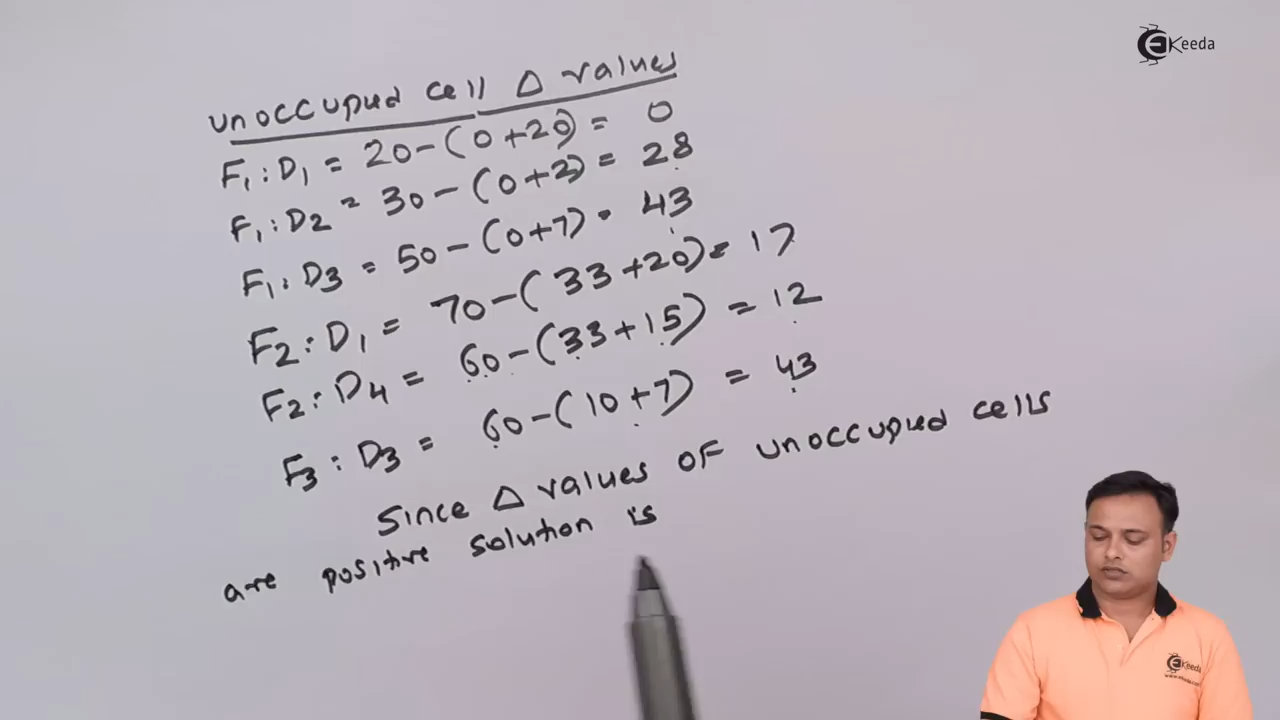 EKeeda
unoccupied cell Δ values
F1 : D1 = 20-(0+20) = 0
F1 : D2 = 30-(0+2) = 28
F1 : D3 = 50-(0+7) = 43
F2 : D1 = 70-(33+20) = 17
F2 : D4 = 60-(33+15) = 12
F3 : D3 = 60-(10+7) = 43
Since Δ values of unoccupied cells
are positive solution is
EKeeda